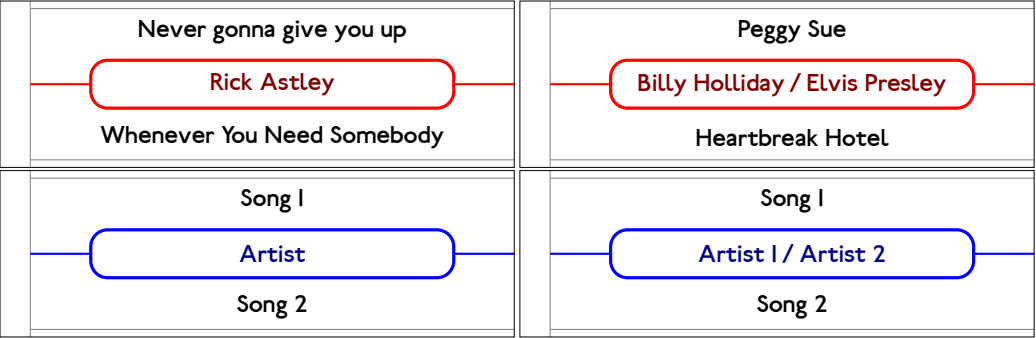 Never gonna give you up
Rick Astley
Whenever You Need Somebody
Peggy Sue
Billy Holliday / Elvis Presley
Heartbreak Hotel
Song 1
Artist
Song 2
Song 1
Artist 1 / Artist 2
Song 2